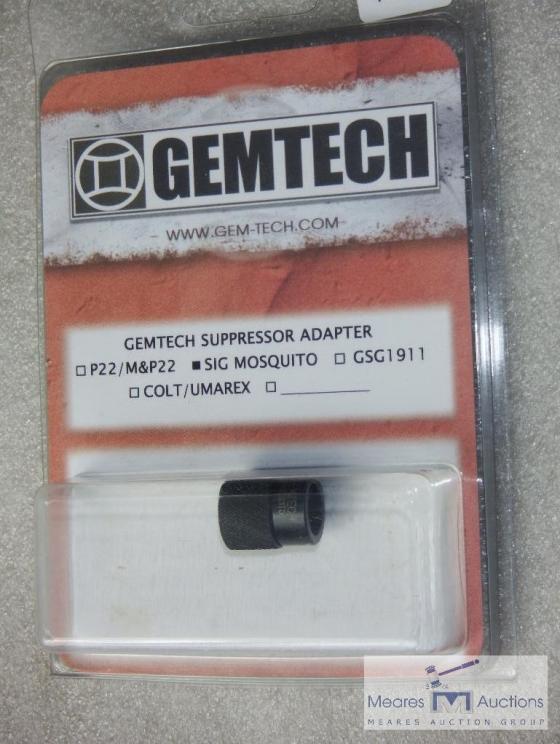 GEMTECH
WWW.GEM-TECH.COM
GEMTECH SUPPRESSOR ADAPTER
□ P22/M&P22 ■ SIG MOSQUITO □ GSG1911
□ COLT/UMAREX □ __________
Meares M Auctions
MEARES AUCTION GROUP